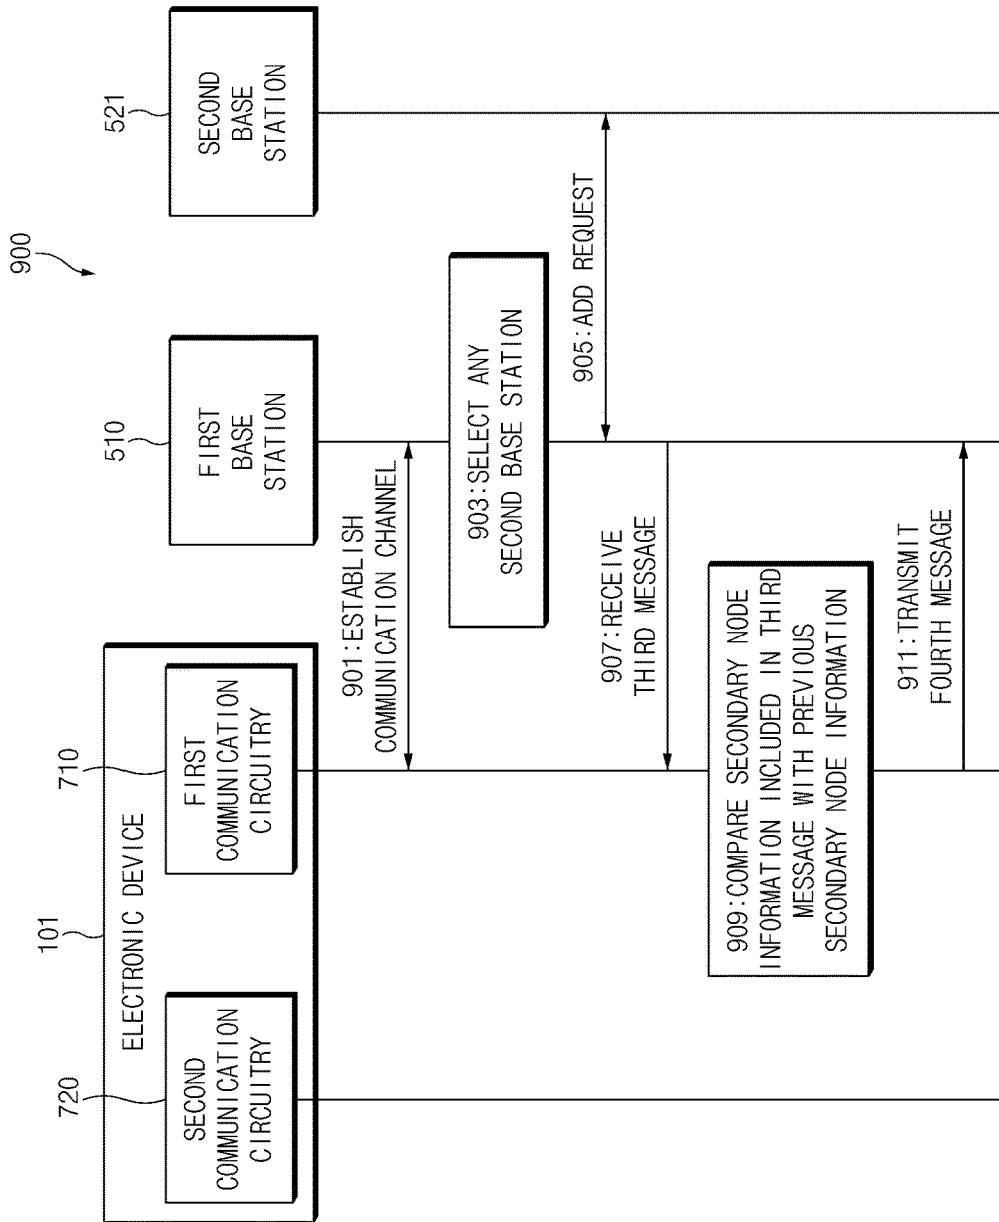 900
101
720
710
510
521
ELECTRONIC DEVICE
SECOND
COMMUNICATION
CIRCUITRY
FIRST
COMMUNICATION
CIRCUITRY
FIRST
BASE
STATION
SECOND
BASE
STATION
901:ESTABLISH
COMMUNICATION CHANNEL
903:SELECT ANY
SECOND BASE STATION
905:ADD REQUEST
907:RECEIVE
THIRD MESSAGE
909:COMPARE SECONDARY NODE
INFORMATION INCLUDED IN THIRD
MESSAGE WITH PREVIOUS
SECONDARY NODE INFORMATION
911:TRANSMIT
FOURTH MESSAGE